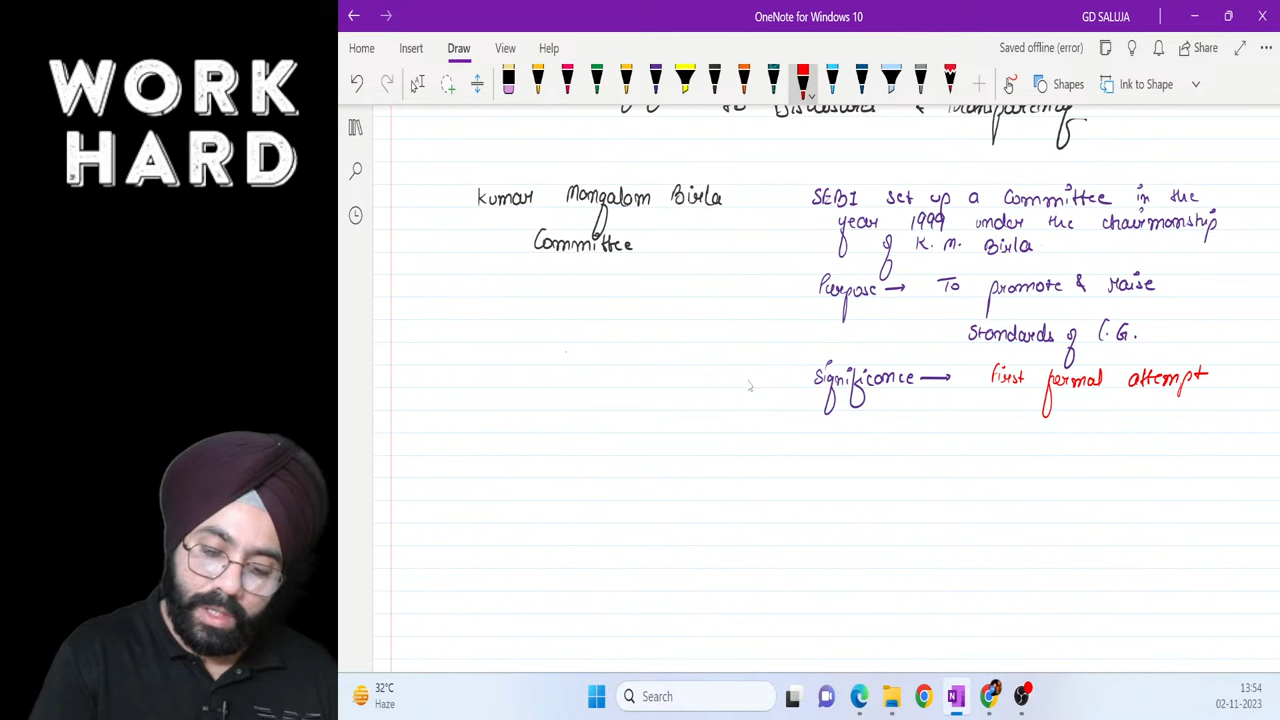 WORK
HARD
OneNote for Windows 10
GD SALUJA
Home
Insert
Draw
View
Help
Saved offline (error)
Share
Shapes
Ink to Shape
Disclosures & Transparency
Kumar Mangalam Birla
Committee
SEBI set up a Committee in the
year 1999 under the chairmanship
of K. M. Birla
Purpose → To promote & raise
Standards of C.G.
Significance → First formal attempt
32°C
Haze
Search
13:54
02-11-2023